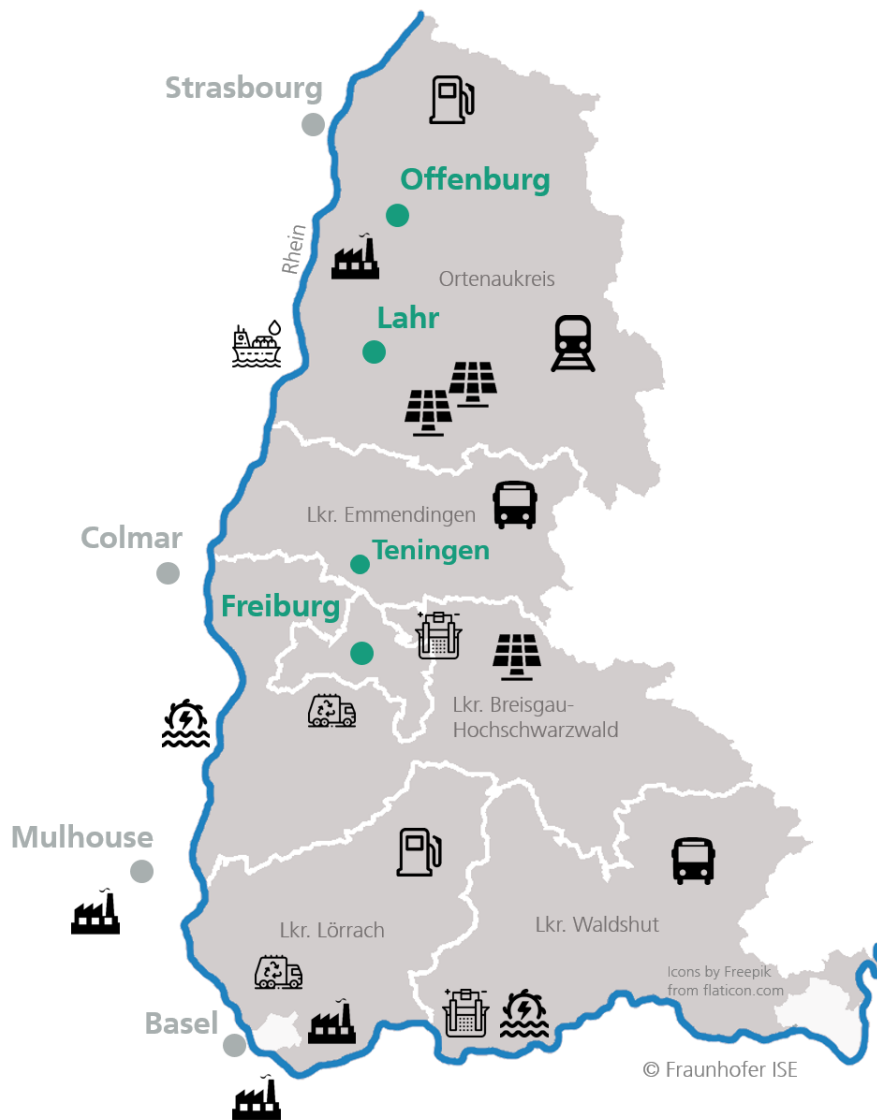 Strasbourg
Offenburg
Rhein
Ortenaukreis
Lahr
Lkr. Emmendingen
Colmar
Teningen
Freiburg
Lkr. Breisgau-
Hochschwarzwald
Mulhouse
Lkr. Lörrach
Lkr. Waldshut
Icons by Freepik
from flaticon.com
Basel
© Fraunhofer ISE